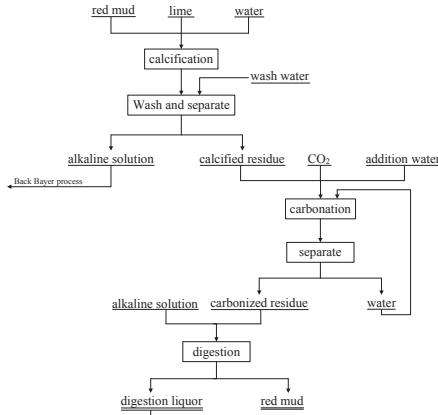 red mud lime water
calcification
wash water
Wash and separate
alkaline solution calcified residue CO₂ addition water
Back Bayer process
carbonation
separate
alkaline solution carbonized residue water
digestion
digestion liquor red mud